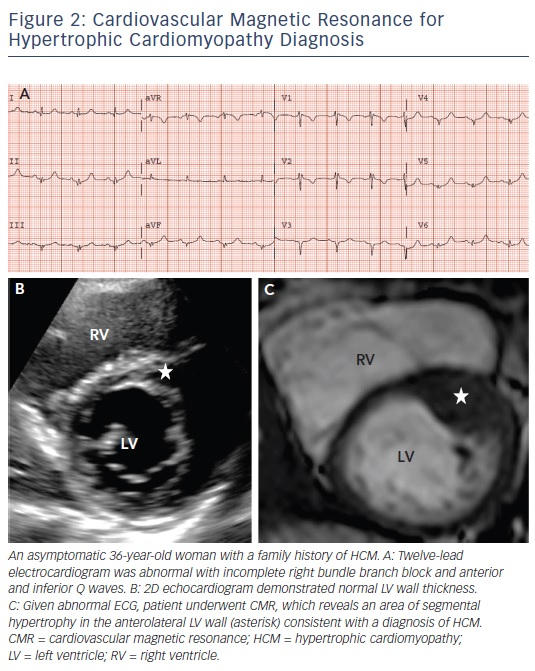 Figure 2: Cardiovascular Magnetic Resonance for
Hypertrophic Cardiomyopathy Diagnosis
A
I
aVR
V1
V4
II
aVL
V2
V5
III
aVF
V3
V6
B
RV
LV
C
RV
LV
An asymptomatic 36-year-old woman with a family history of HCM. A: Twelve-lead
electrocardiogram was abnormal with incomplete right bundle branch block and anterior
and inferior Q waves. B: 2D echocardiogram demonstrated normal LV wall thickness.
C: Given abnormal ECG, patient underwent CMR, which reveals an area of segmental
hypertrophy in the anterolateral LV wall (asterisk) consistent with a diagnosis of HCM.
CMR = cardiovascular magnetic resonance; HCM = hypertrophic cardiomyopathy;
LV = left ventricle; RV = right ventricle.